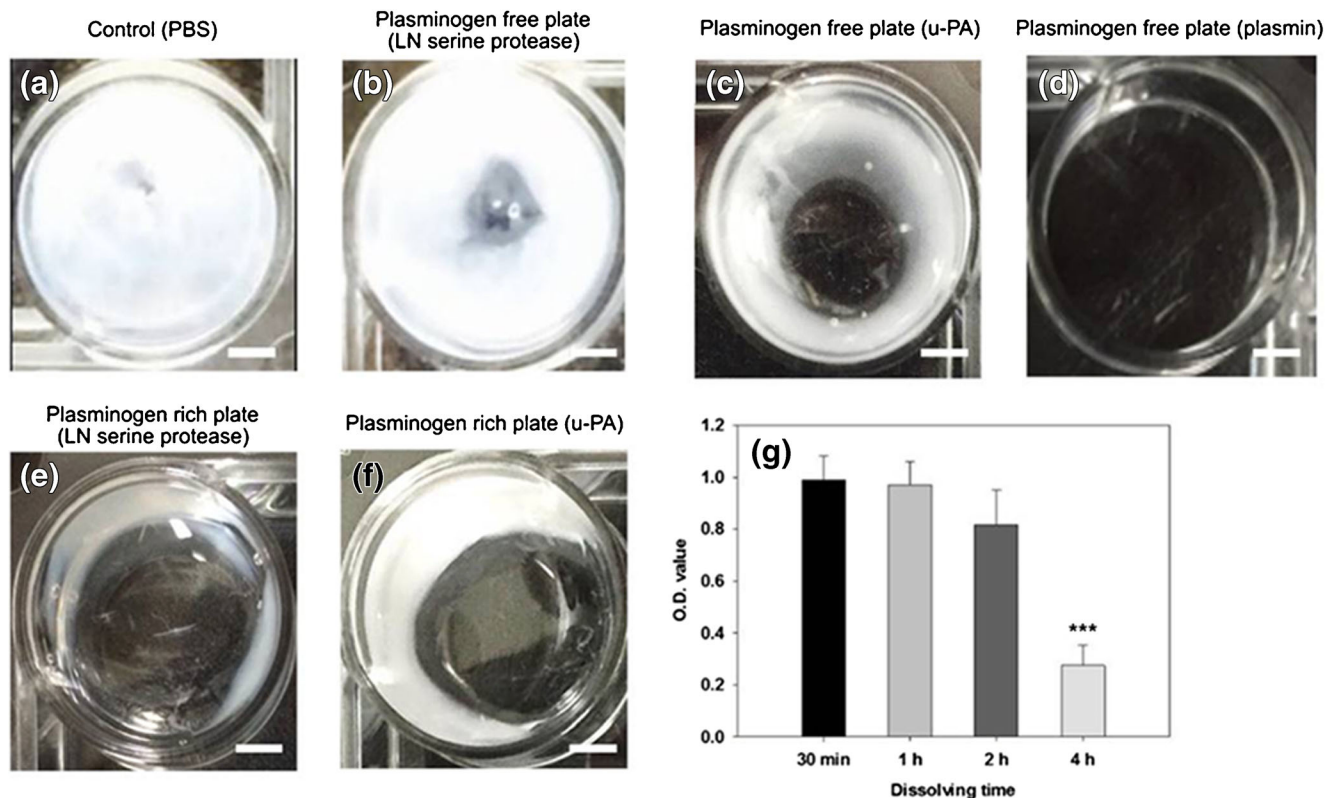 Control (PBS)
(a)
Plasminogen free plate
(LN serine protease)
(b)
Plasminogen free plate (u-PA)
(c)
Plasminogen free plate (plasmin)
(d)
Plasminogen rich plate
(LN serine protease)
(e)
Plasminogen rich plate (u-PA)
(f)
(g)
O.D. value
1.2
1.0
0.8
0.6
0.4
0.2
0.0
***
30 min 1 h 2 h 4 h
Dissolving time